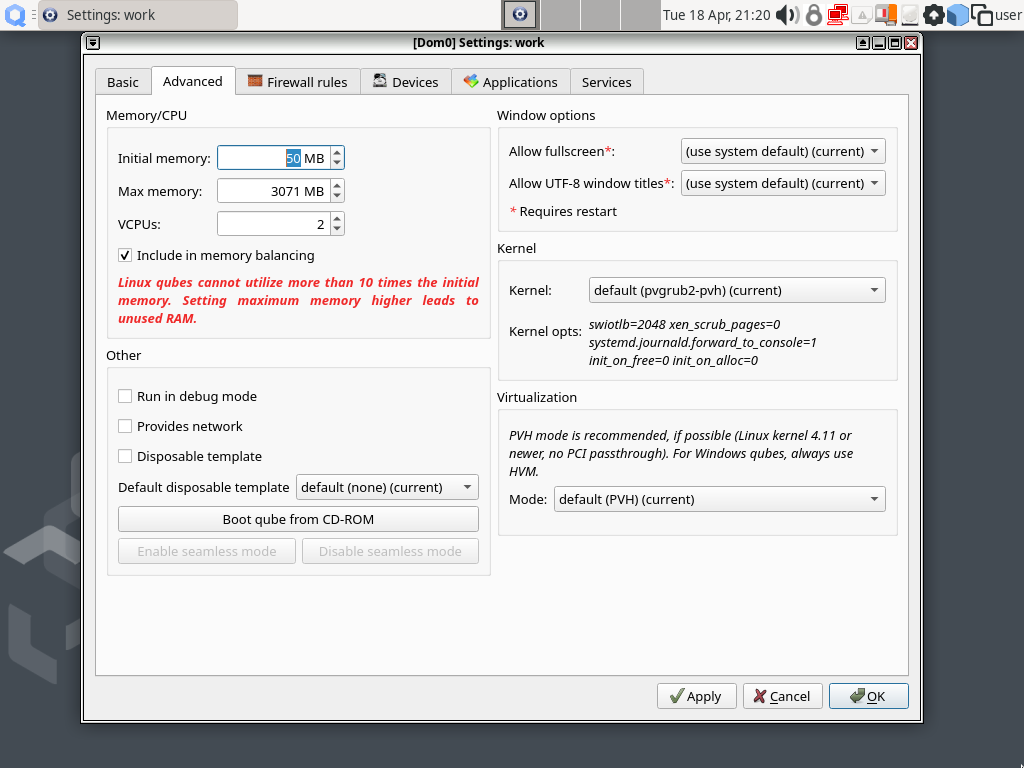 Settings: work
Tue 18 Apr, 21:20
user
[Dom0] Settings: work
Basic
Advanced
Firewall rules
Devices
Applications
Services
Memory/CPU
Initial memory:
50 MB
Max memory:
3071 MB
VCPUs:
2
Include in memory balancing
Linux qubes cannot utilize more than 10 times the initial
memory. Setting maximum memory higher leads to
unused RAM.
Other
Run in debug mode
Provides network
Disposable template
Default disposable template
default (none) (current)
Boot qube from CD-ROM
Enable seamless mode
Disable seamless mode
Window options
Allow fullscreen*:
(use system default) (current)
Allow UTF-8 window titles*:
(use system default) (current)
* Requires restart
Kernel
Kernel:
default (pvgrub2-pvh) (current)
Kernel opts:
swiotlb=2048 xen_scrub_pages=0
systemd.journald.forward_to_console=1
init_on_free=0 init_on_alloc=0
Virtualization
PVH mode is recommended, if possible (Linux kernel 4.11 or
newer, no PCI passthrough). For Windows qubes, always use
HVM.
Mode:
default (PVH) (current)
Apply
Cancel
OK